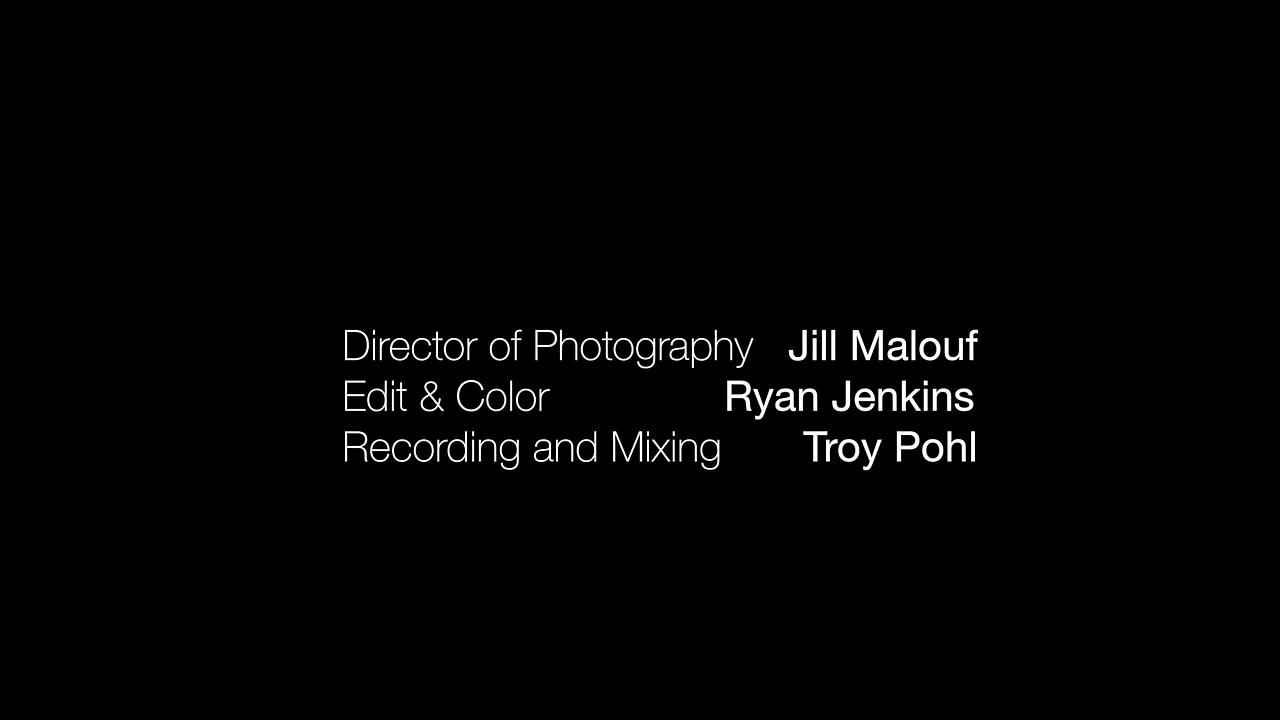 Director of Photography Jill Malouf
Edit & Color Ryan Jenkins
Recording and Mixing Troy Pohl